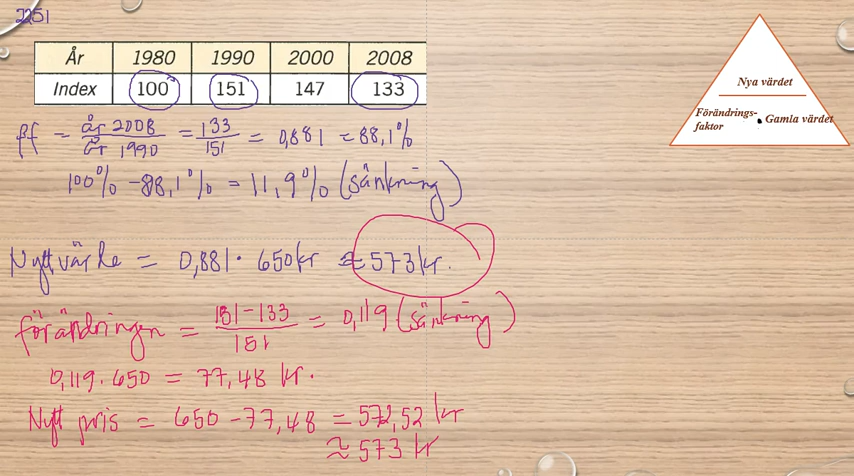 2251
År 1980 1990 2000 2008
Index 100 151 147 133
Nya värdet
Förändrings- faktor • Gamla värdet
ff = år 2008 / år 1990 = 133 / 151 = 0,881 = 88,1%
100% - 88,1% = 11,9% (sänkning)
Nytt värde = 0,881 · 650 kr ≈ 573 kr.
förändringen = 151 - 133 / 151 = 0,119 (sänkning)
0,119 · 650 = 77,48 kr.
Nytt pris = 650 - 77,48 = 572,52 kr
≈ 573 kr